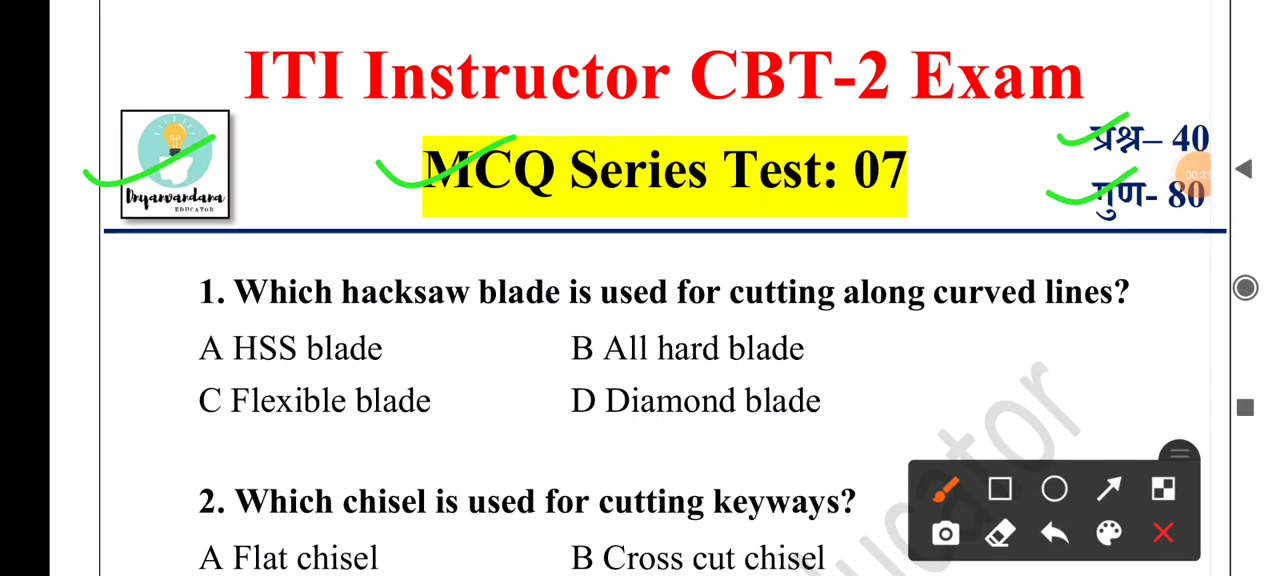 ITI Instructor CBT-2 Exam
Dnyanvandana
EDUCATOR
MCQ Series Test: 07
प्रश्न– 40
गुण- 80
1. Which hacksaw blade is used for cutting along curved lines?
A HSS blade
B All hard blade
C Flexible blade
D Diamond blade
2. Which chisel is used for cutting keyways?
A Flat chisel
B Cross cut chisel